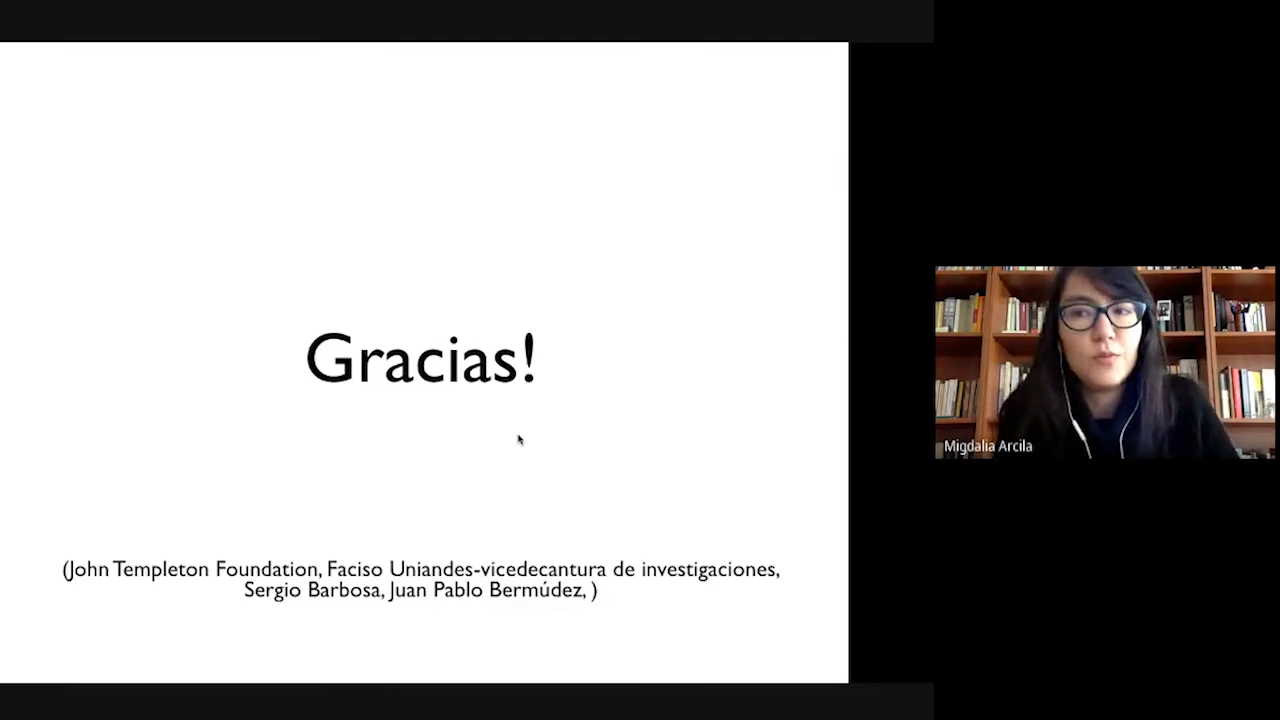 Gracias!
(John Templeton Foundation, Faciso Uniandes-vicedecantura de investigaciones,
Sergio Barbosa, Juan Pablo Bermúdez, )
Migdalia Arcila